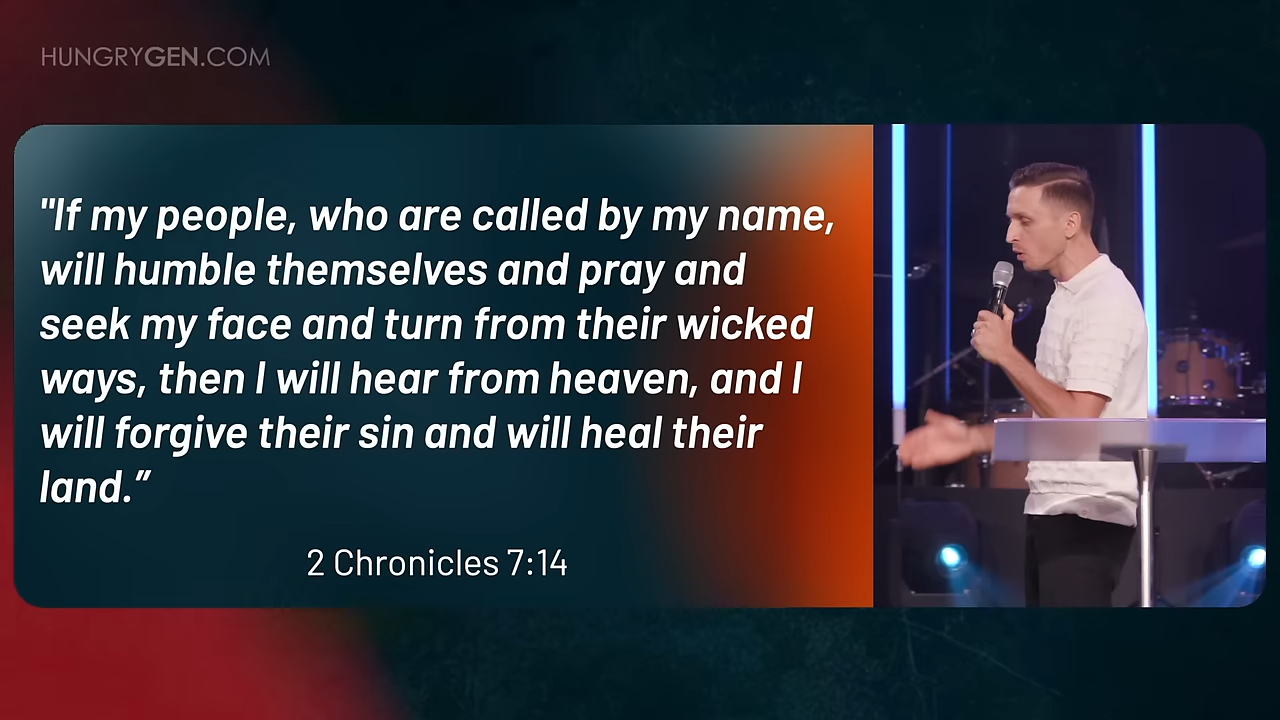 HUNGRYGEN.COM
"If my people, who are called by my name,
will humble themselves and pray and
seek my face and turn from their wicked
ways, then I will hear from heaven, and I
will forgive their sin and will heal their
land.”
2 Chronicles 7:14